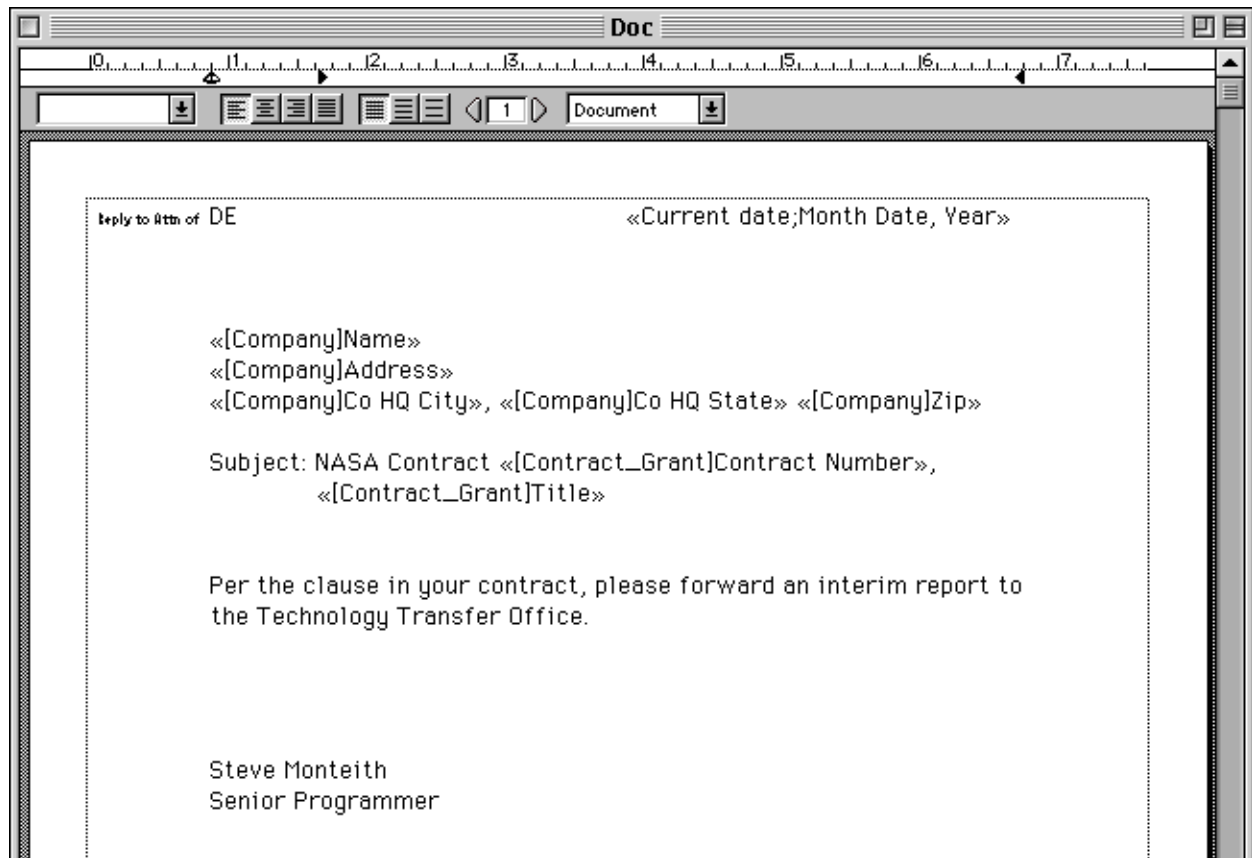 Doc
|0 |1 |2 |3 |4 |5 |6 |7
1 Document
Reply to Attn of DE «Current date;Month Date, Year»
«[Company]Name»
«[Company]Address»
«[Company]Co HQ City», «[Company]Co HQ State» «[Company]Zip»
Subject: NASA Contract «[Contract_Grant]Contract Number»,
«[Contract_Grant]Title»
Per the clause in your contract, please forward an interim report to
the Technology Transfer Office.
Steve Monteith
Senior Programmer